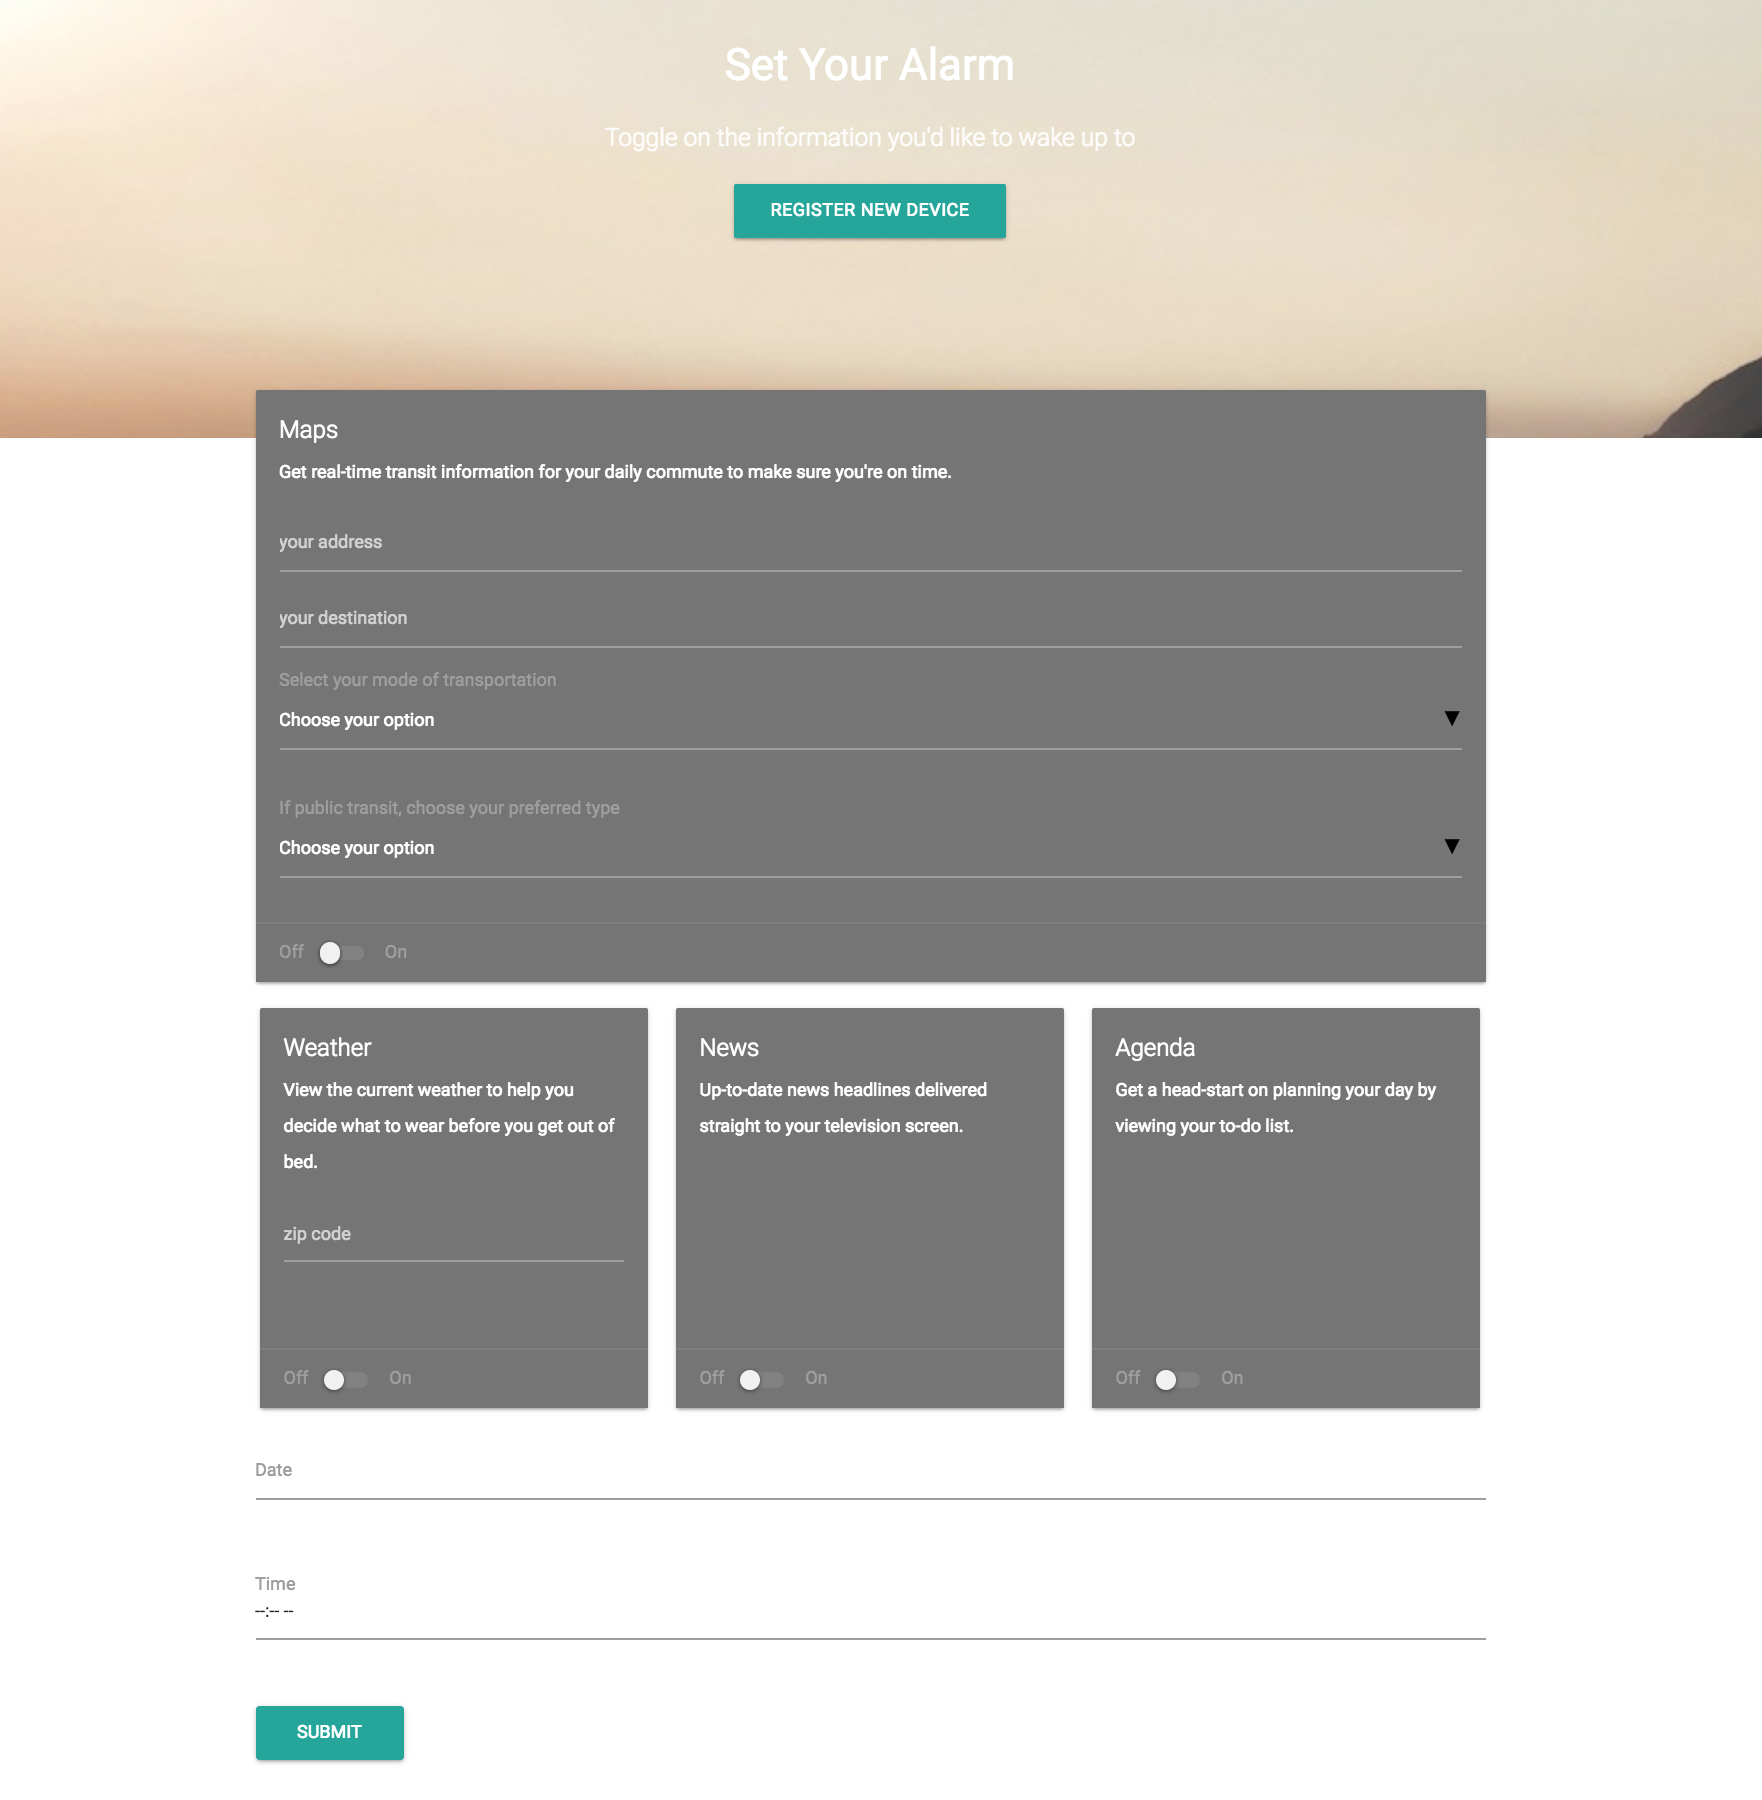 Set Your Alarm
Toggle on the information you'd like to wake up to
REGISTER NEW DEVICE
Maps
Get real-time transit information for your daily commute to make sure you're on time.
your address
your destination
Select your mode of transportation
Choose your option ▼
If public transit, choose your preferred type
Choose your option ▼
Off On
Weather
View the current weather to help you
decide what to wear before you get out of
bed.
zip code
Off On
News
Up-to-date news headlines delivered
straight to your television screen.
Off On
Agenda
Get a head-start on planning your day by
viewing your to-do list.
Off On
Date
Time
--:-- --
SUBMIT